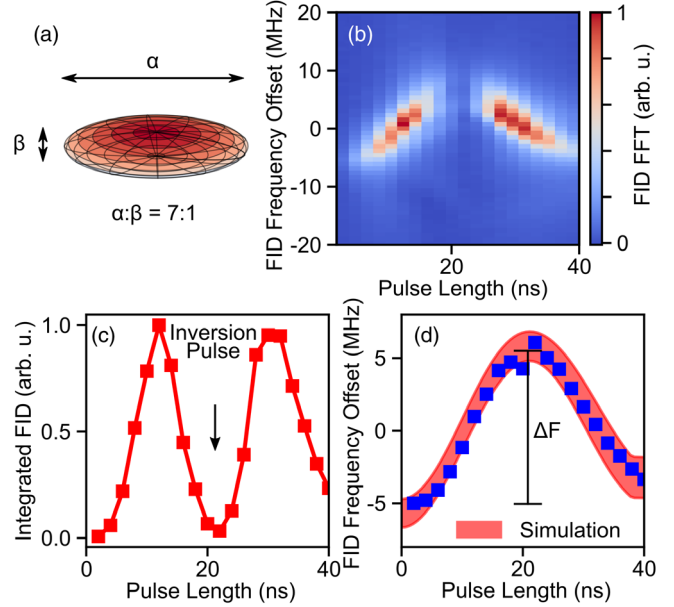 (a)
α
β
α:β = 7:1
(b)
FID Frequency Offset (MHz)
20
10
0
-10
-20
20
40
Pulse Length (ns)
1
0
FID FFT (arb. u.)
(c)
Inversion
Pulse
Integrated FID (arb. u.)
1.0
0.5
0.0
0
20
40
Pulse Length (ns)
(d)
FID Frequency Offset (MHz)
5
0
-5
ΔF
Simulation
0
20
40
Pulse Length (ns)